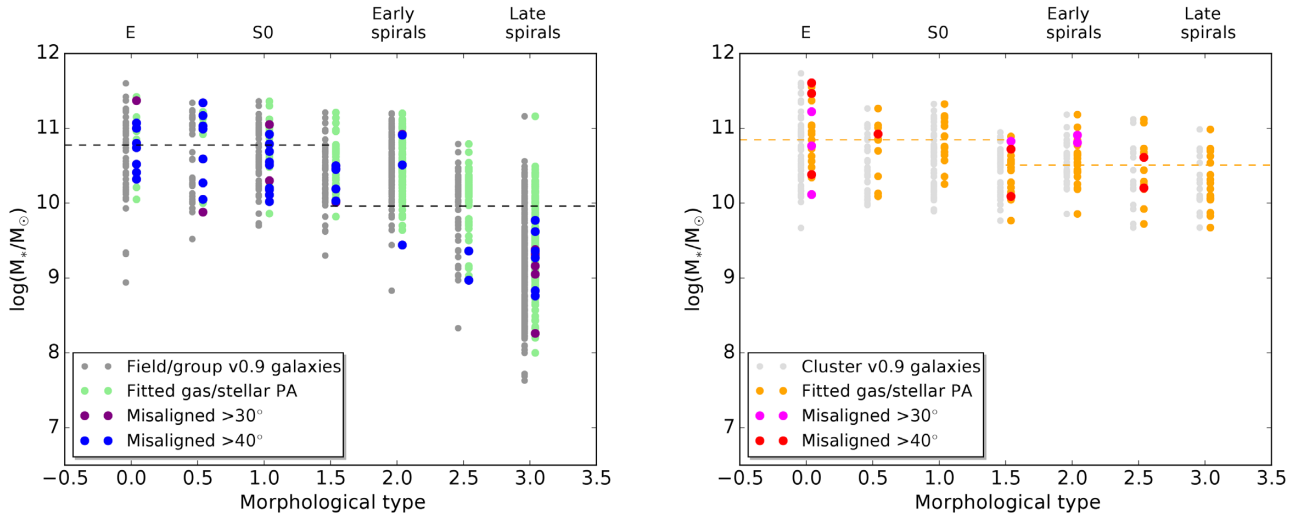 E S0 Early spirals Late spirals
12
11
10
9
8
7
log(M*/M☉)
Field/group v0.9 galaxies
Fitted gas/stellar PA
Misaligned >30°
Misaligned >40°
−0.5 0.0 0.5 1.0 1.5 2.0 2.5 3.0 3.5
Morphological type
E S0 Early spirals Late spirals
12
11
10
9
8
7
log(M*/M☉)
Cluster v0.9 galaxies
Fitted gas/stellar PA
Misaligned >30°
Misaligned >40°
−0.5 0.0 0.5 1.0 1.5 2.0 2.5 3.0 3.5
Morphological type